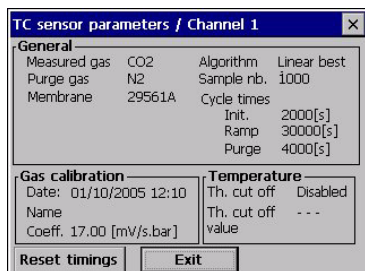 TC sensor parameters / Channel 1
General
Measured gas CO2 Algorithm Linear best
Purge gas N2 Sample nb. 1000
Membrane 29561A Cycle times
Init. 2000[s]
Ramp 30000[s]
Purge 4000[s]
Gas calibration
Date: 01/10/2005 12:10
Name
Coeff. 17.00 [mV/s.bar]
Temperature
Th. cut off Disabled
Th. cut off - - -
value
Reset timings Exit